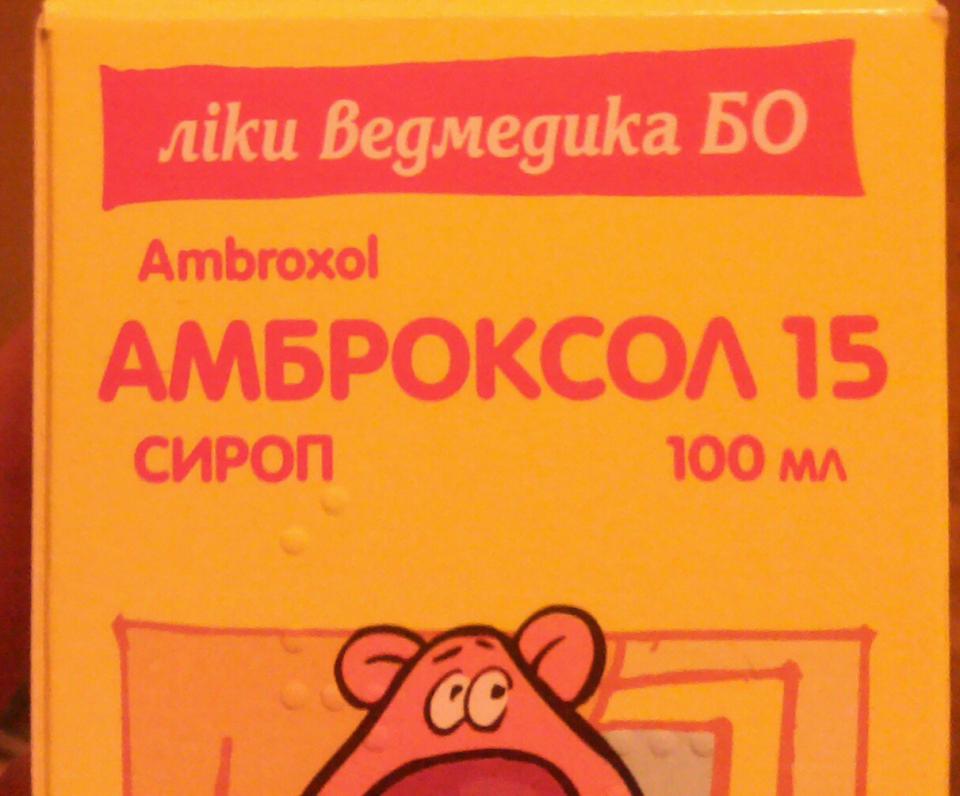 ліки ведмедика БО
Ambroxol
АМБРОКСОЛ 15
СИРОП 100 мл